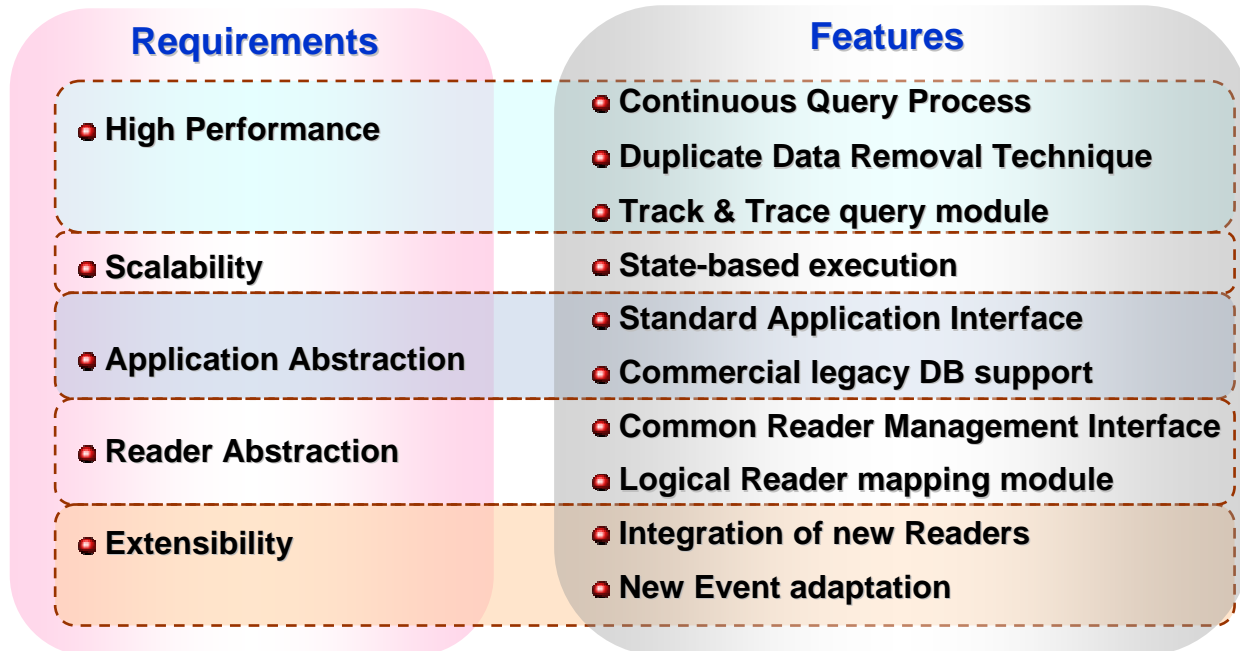 Requirements
Features
High Performance
Continuous Query Process
Duplicate Data Removal Technique
Track & Trace query module
Scalability
State-based execution
Application Abstraction
Standard Application Interface
Commercial legacy DB support
Reader Abstraction
Common Reader Management Interface
Logical Reader mapping module
Extensibility
Integration of new Readers
New Event adaptation